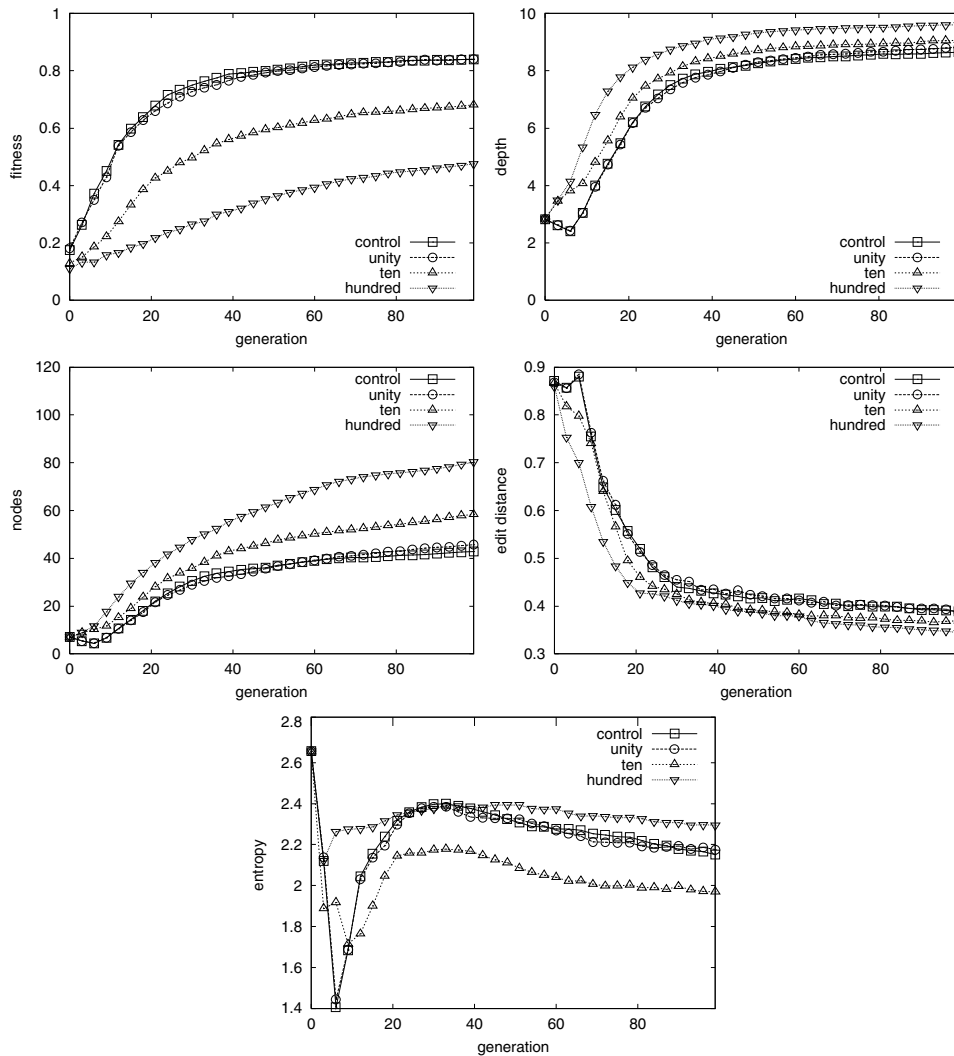 1
0.8
0.6
0.4
0.2
0
fitness
0 20 40 60 80
generation
control
unity
ten
hundred
10
8
6
4
2
0
depth
0 20 40 60 80
generation
control
unity
ten
hundred
120
100
80
60
40
20
0
nodes
0 20 40 60 80
generation
control
unity
ten
hundred
0.9
0.8
0.7
0.6
0.5
0.4
0.3
edit distance
0 20 40 60 80
generation
control
unity
ten
hundred
2.8
2.6
2.4
2.2
2
1.8
1.6
1.4
entropy
0 20 40 60 80
generation
control
unity
ten
hundred